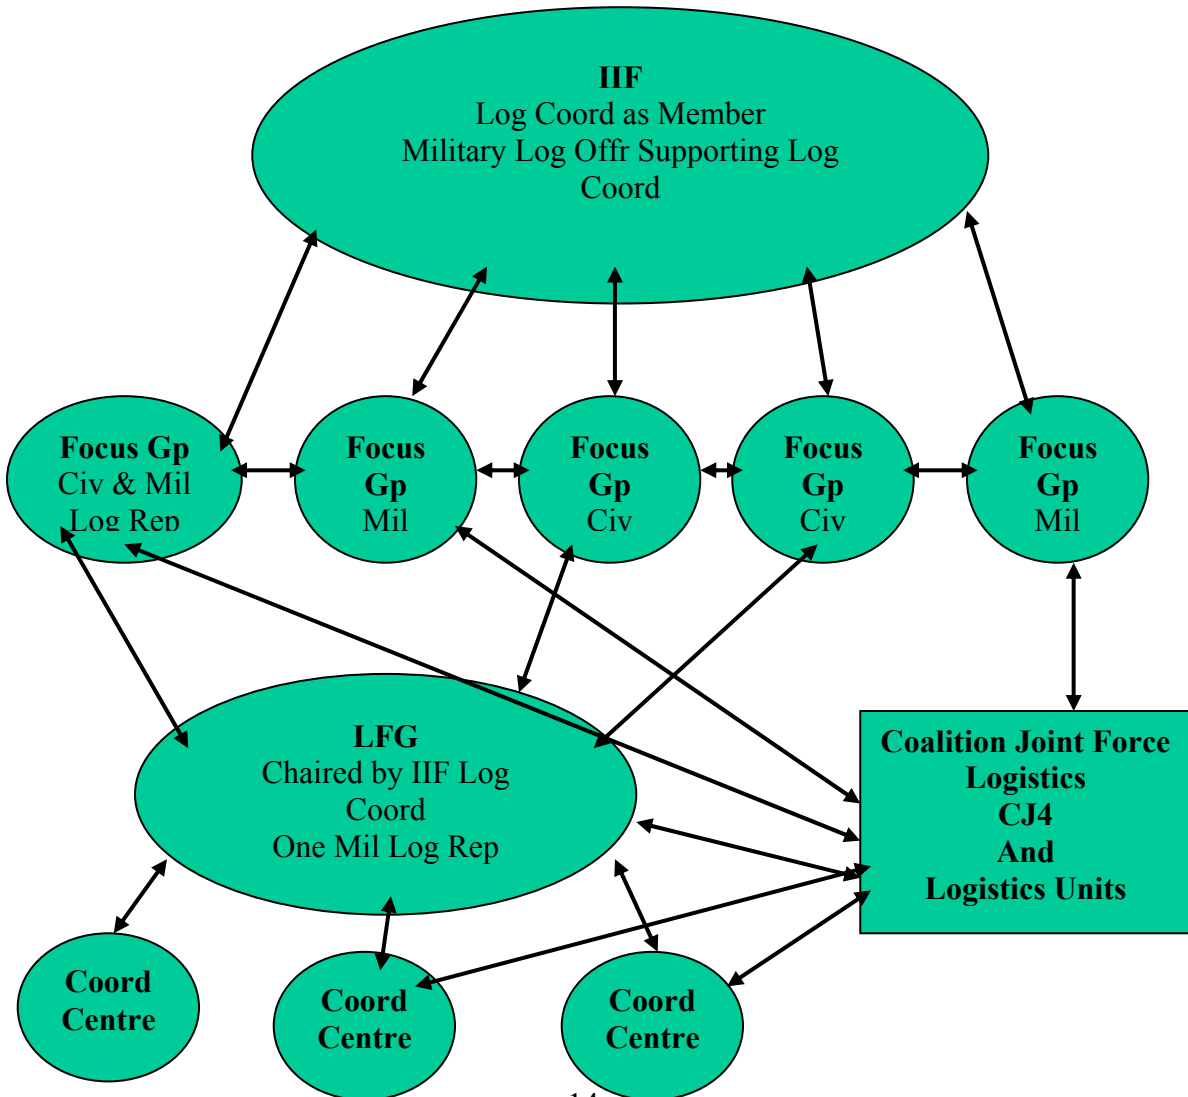 IIF
Log Coord as Member
Military Log Offr Supporting Log
Coord
Focus Gp
Civ & Mil
Log Rep
Focus
Gp
Mil
Focus
Gp
Civ
Focus
Gp
Civ
Focus
Gp
Mil
LFG
Chaired by IIF Log
Coord
One Mil Log Rep
Coalition Joint Force
Logistics
CJ4
And
Logistics Units
Coord
Centre
Coord
Centre
Coord
Centre
14